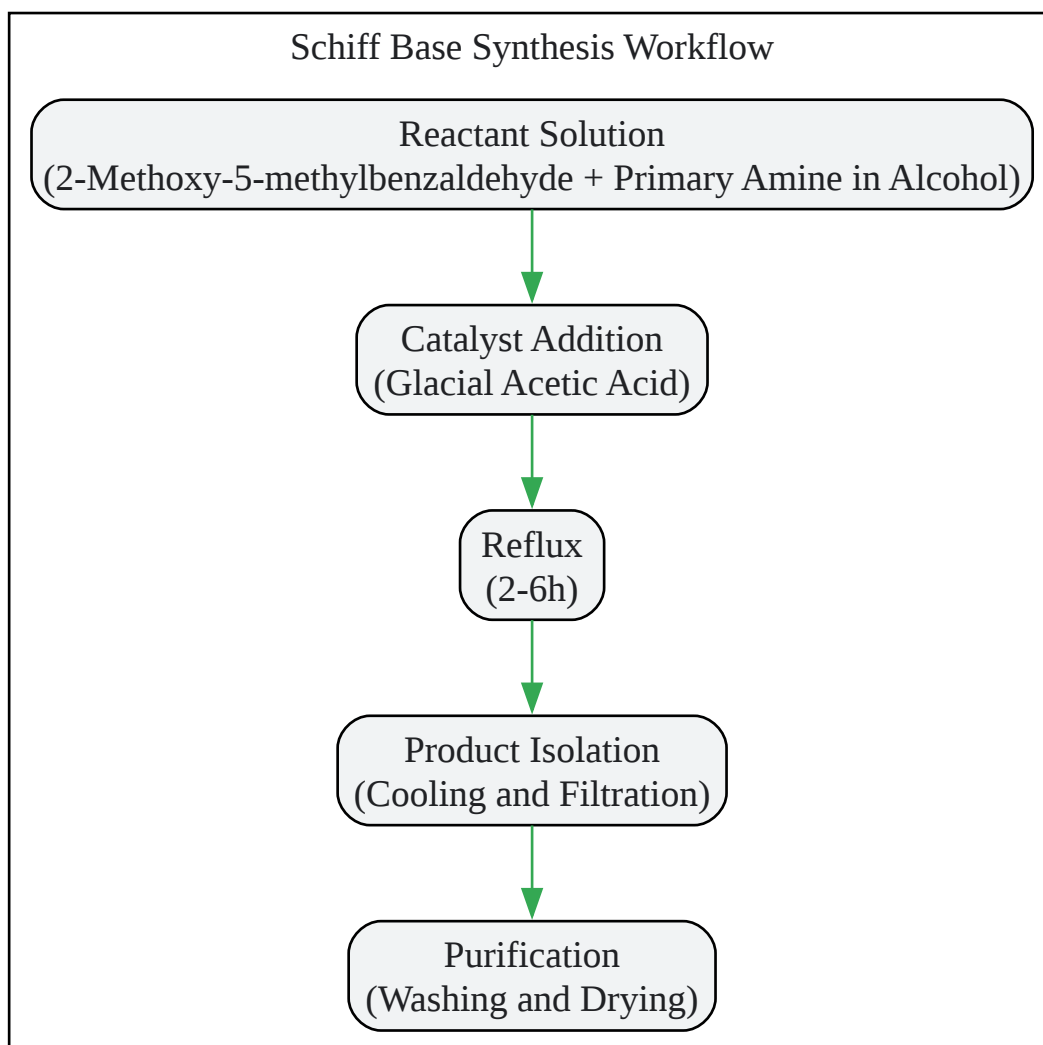 Schiff Base Synthesis Workflow
Reactant Solution
(2-Methoxy-5-methylbenzaldehyde + Primary Amine in Alcohol)
Catalyst Addition
(Glacial Acetic Acid)
Reflux
(2-6h)
Product Isolation
(Cooling and Filtration)
Purification
(Washing and Drying)